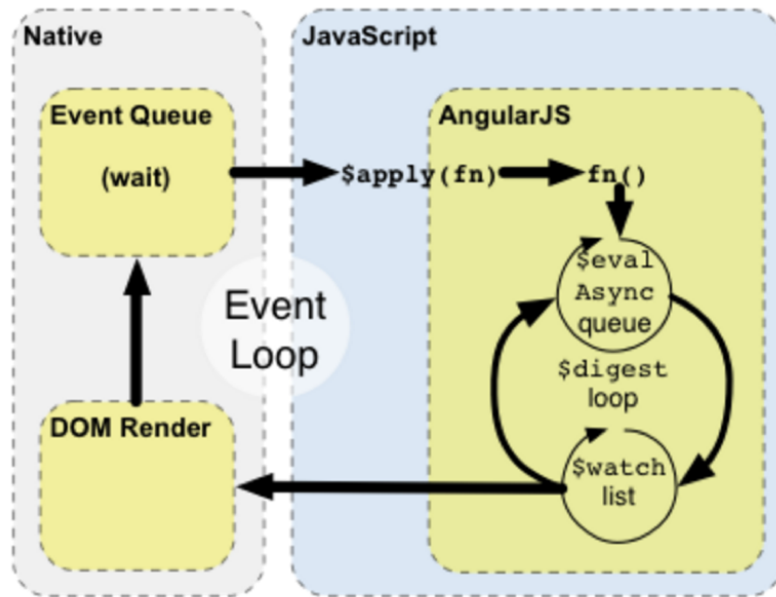 Native
JavaScript
Event Queue
(wait)
AngularJS
$apply(fn)
fn()
$eval
Async
queue
Event
Loop
$digest
loop
DOM Render
$watch
list